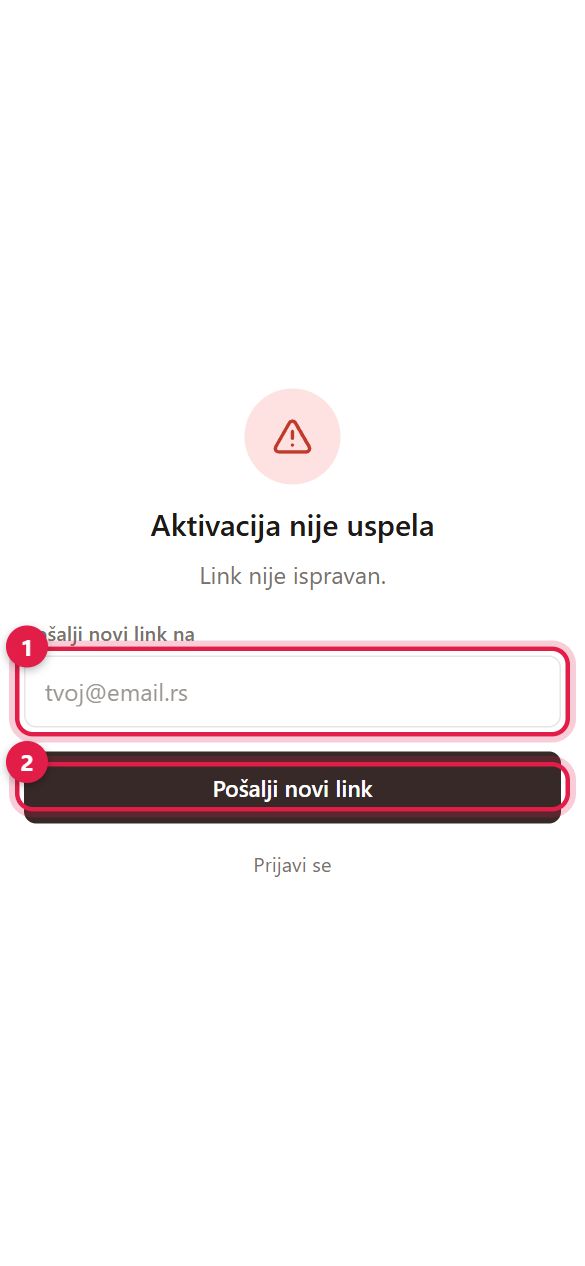 Aktivacija nije uspela
Link nije ispravan.
šalji novi link na
1
tvoj@email.rs
2
Pošalji novi link
Prijavi se